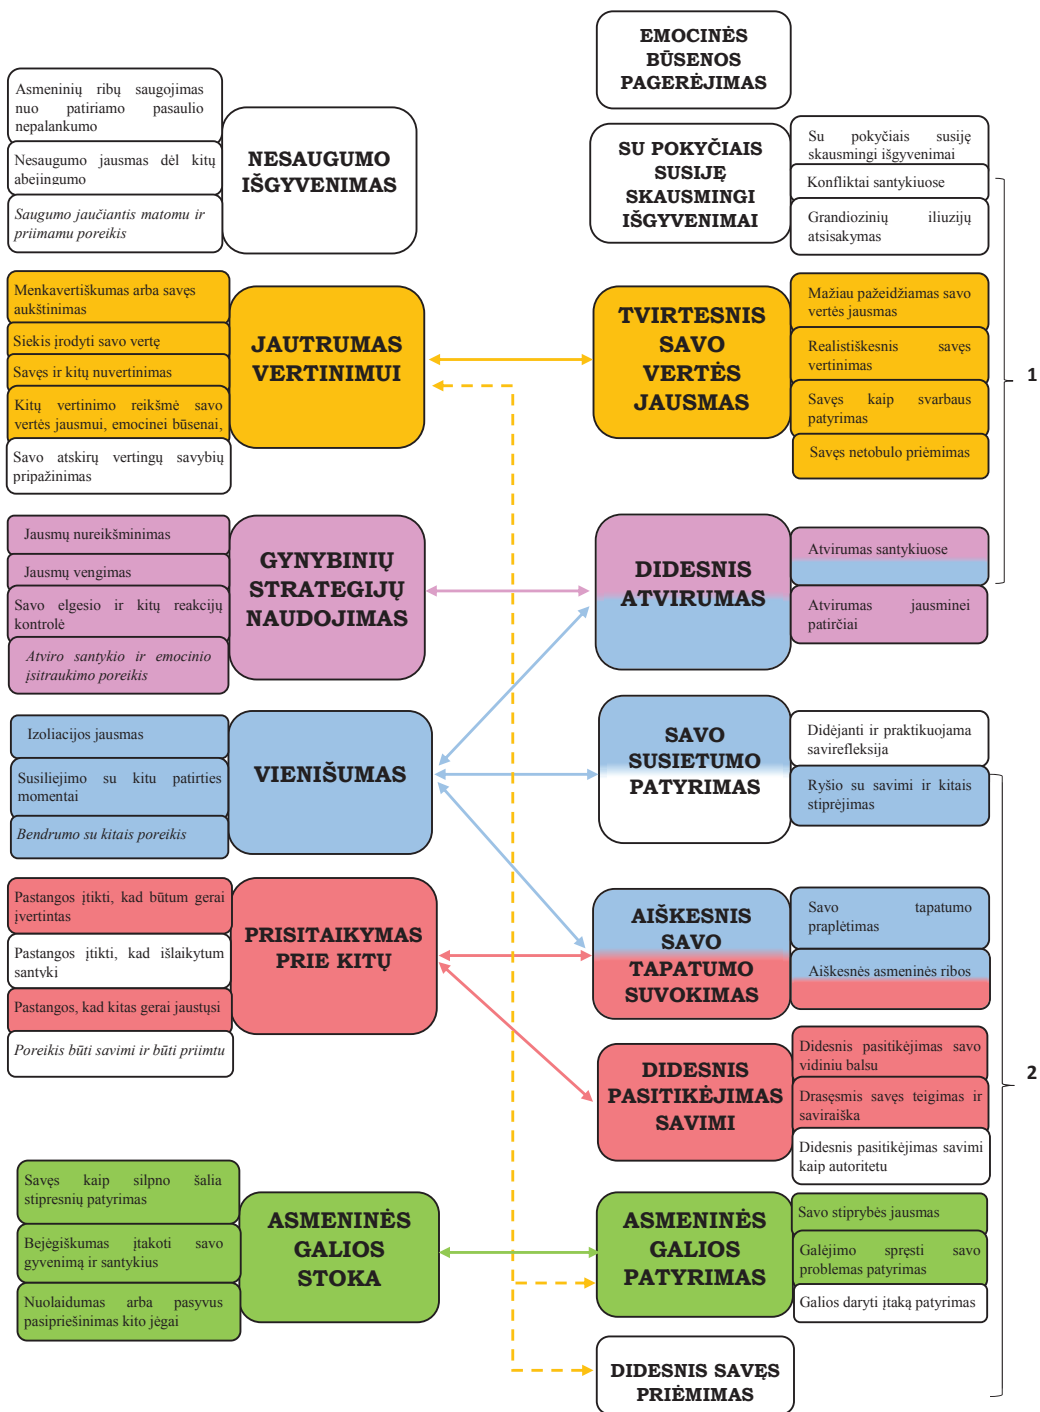 EMOCINĖS
BŪSENOS
PAGERĖJIMAS
Asmeninių ribų saugojimas
nuo patiriamo pasaulio
nepalankumo
Nesaugumo jausmas dėl kitų
abejingumo
Saugumo jaučiantis matomu ir
priimamu poreikis
NESAUGUMO
IŠGYVENIMAS
SU POKYČIAIS
SUSIJĘ
SKAUSMINGI
IŠGYVENIMAI
Su pokyčiais susiję
skausmingi išgyvenimai
Konfliktai santykiuose
Grandiozinių iliuzijų
atsisakymas
Menkavertiškumas arba savęs
aukštinimas
Siekis įrodyti savo vertę
Savęs ir kitų nuvertinimas
Kitų vertinimo reikšmė savo
vertės jausmui, emocinei būsenai,
Savo atskirų vertingų savybių
pripažinimas
JAUTRUMAS
VERTINIMUI
TVIRTESNIS
SAVO
VERTĖS
JAUSMAS
Mažiau pažeidžiamas savo
vertės jausmas
Realistiškesnis savęs
vertinimas
Savęs kaip svarbaus
patyrimas
Savęs netobulo priėmimas
1
Jausmų nureikšminimas
Jausmų vengimas
Savo elgesio ir kitų reakcijų
kontrolė
Atviro santykio ir emocinio
įsitraukimo poreikis
GYNYBINIŲ
STRATEGIJŲ
NAUDOJIMAS
DIDESNIS
ATVIRUMAS
Atvirumas santykiuose
Atvirumas jausminei
patirčiai
Izoliacijos jausmas
Susiliejimo su kitu patirties
momentai
Bendrumo su kitais poreikis
VIENIŠUMAS
SAVO
SUSIETUMO
PATYRIMAS
Didėjanti ir praktikuojama
savirefleksija
Ryšio su savimi ir kitais
stiprėjimas
Pastangos įtikti, kad būtum gerai
įvertintas
Pastangos įtikti, kad išlaikytum
santykį
Pastangos, kad kitas gerai jaustųsi
Poreikis būti savimi ir būti priimtu
PRISITAIKYMAS
PRIE KITŲ
AIŠKESNIS
SAVO
TAPATUMO
SUVOKIMAS
Savo tapatumo
praplėtimas
Aiškesnės asmeninės ribos
DIDESNIS
PASITIKĖJIMAS
SAVIMI
Didesnis pasitikėjimas savo
vidiniu balsu
Drąsęsmis savęs teigimas ir
saviraiška
Didesnis pasitikėjimas savimi
kaip autoritetu
2
Savęs kaip silpno šalia
stipresnių patyrimas
Bejėgiškumas įtakoti savo
gyvenimą ir santykius
Nuolaidumas arba pasyvus
pasipriešinimas kito jėgai
ASMENINĖS
GALIOS
STOKA
ASMENINĖS
GALIOS
PATYRIMAS
Savo stiprybės jausmas
Galėjimo spręsti savo
problemas patyrimas
Galios daryti įtaką patyrimas
DIDESNIS SAVĘS
PRIĖMIMAS